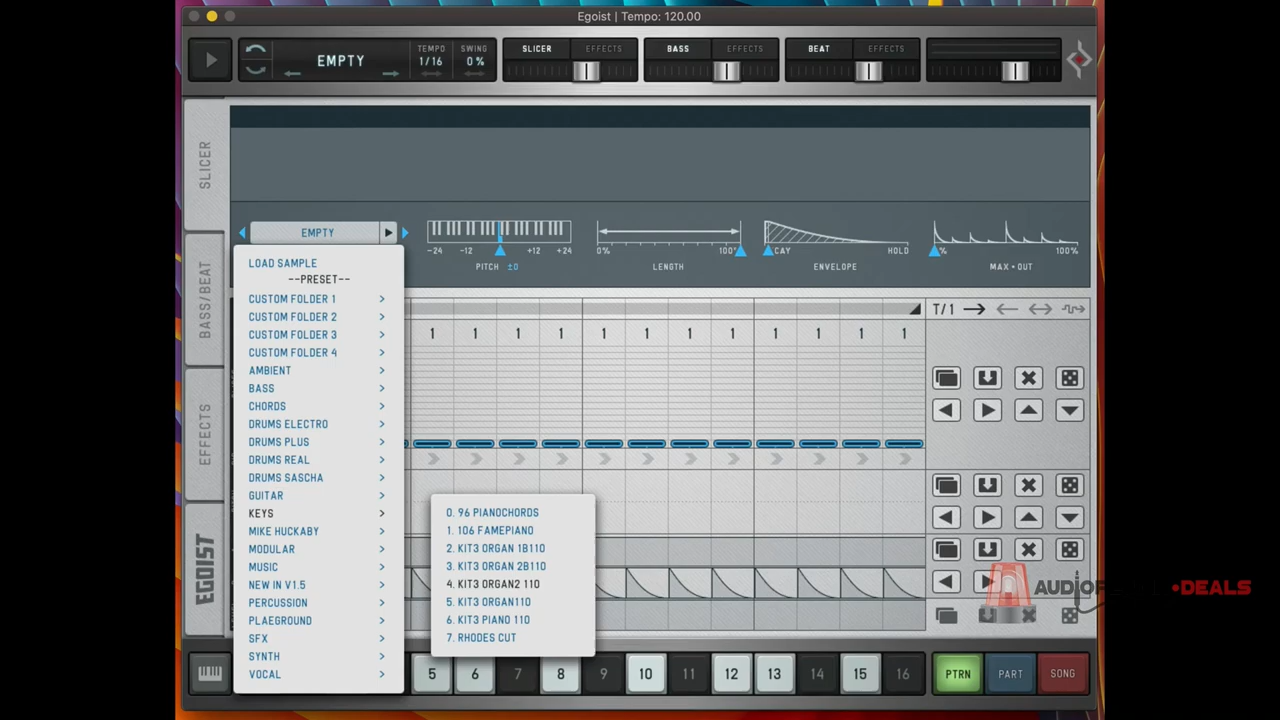 Egoist | Tempo: 120.00
EMPTY
TEMPO
1/16
SWING
0 %
SLICER
EFFECTS
BASS
EFFECTS
BEAT
EFFECTS
SLICER
BASS/BEAT
EFFECTS
EGOIST
EMPTY
-24
-12
+12
+24
PITCH ±0
0%
100%
LENGTH
CAY
HOLD
ENVELOPE
%
100%
MAX•OUT
LOAD SAMPLE
--PRESET--
CUSTOM FOLDER 1 >
CUSTOM FOLDER 2 >
CUSTOM FOLDER 3 >
CUSTOM FOLDER 4 >
AMBIENT >
BASS >
CHORDS >
DRUMS ELECTRO >
DRUMS PLUS >
DRUMS REAL >
DRUMS SASCHA >
GUITAR >
KEYS >
MIKE HUCKABY >
MODULAR >
MUSIC >
NEW IN V1.5 >
PERCUSSION >
PLAEGROUND >
SFX >
SYNTH >
VOCAL >
0. 96 PIANOCHORDS
1. 106 FAMEPIANO
2. KIT3 ORGAN 1B110
3. KIT3 ORGAN 2B110
4. KIT3 ORGAN2 110
5. KIT3 ORGAN110
6. KIT3 PIANO 110
7. RHODES CUT
1 1 1 1 1 1 1 1 1 1 1 1
T/1
•DEALS
5 6 7 8 9 10 11 12 13 14 15 16
PTRN
PART
SONG